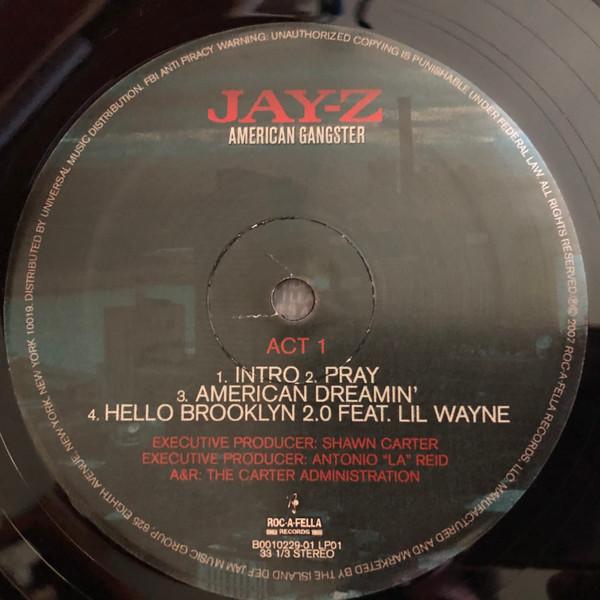 JAY-Z
AMERICAN GANGSTER
ACT 1
1. INTRO 2. PRAY
3. AMERICAN DREAMIN'
4. HELLO BROOKLYN 2.0 FEAT. LIL WAYNE
EXECUTIVE PRODUCER: SHAWN CARTER
EXECUTIVE PRODUCER: ANTONIO "LA" REID
A&R: THE CARTER ADMINISTRATION
ROC-A-FELLA
RECORDS
B0010229-01 LP01
33 1/3 STEREO
℗© 2007 ROC-A-FELLA RECORDS, LLC. MANUFACTURED AND MARKETED BY THE ISLAND DEF JAM MUSIC GROUP, 825 EIGHTH AVENUE, NEW YORK, NEW YORK 10019. DISTRIBUTED BY UNIVERSAL MUSIC DISTRIBUTION. FBI ANTI PIRACY WARNING: UNAUTHORIZED COPYING IS PUNISHABLE UNDER FEDERAL LAW. ALL RIGHTS RESERVED.